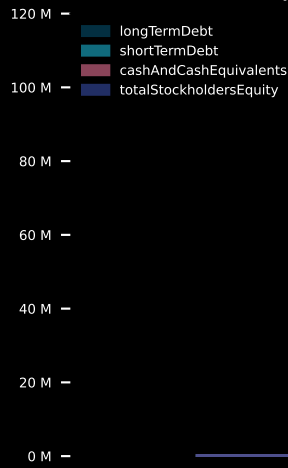 120 M
longTermDebt
shortTermDebt
cashAndCashEquivalents
totalStockholdersEquity
100 M
80 M
60 M
40 M
20 M
0 M